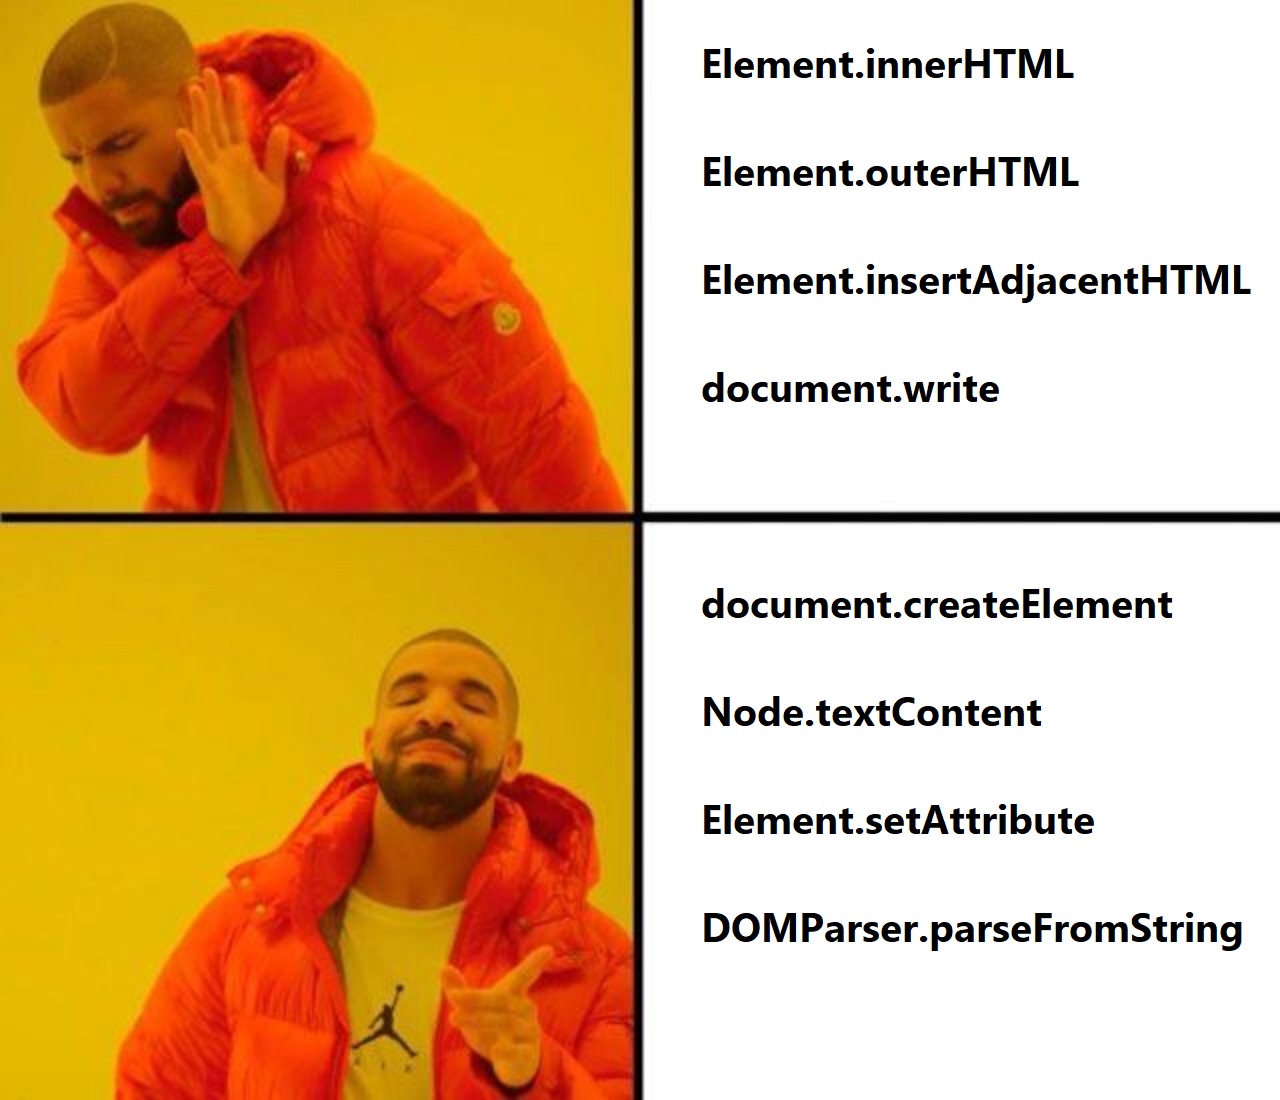 Element.innerHTML
Element.outerHTML
Element.insertAdjacentHTML
document.write
document.createElement
Node.textContent
Element.setAttribute
DOMParser.parseFromString